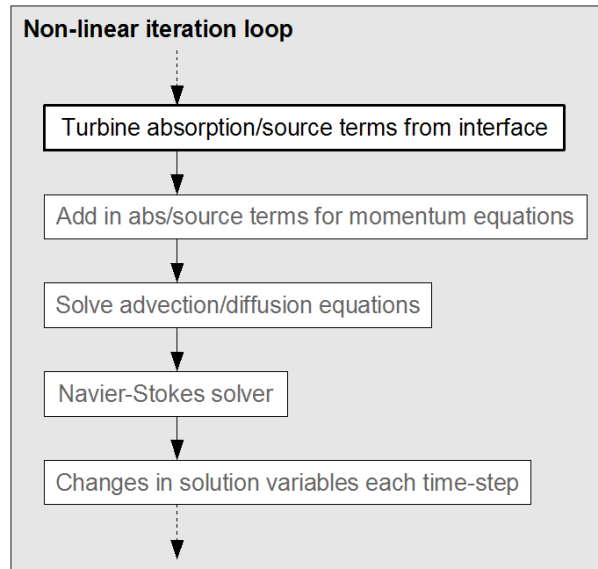 Non-linear iteration loop
Turbine absorption/source terms from interface
Add in abs/source terms for momentum equations
Solve advection/diffusion equations
Navier-Stokes solver
Changes in solution variables each time-step